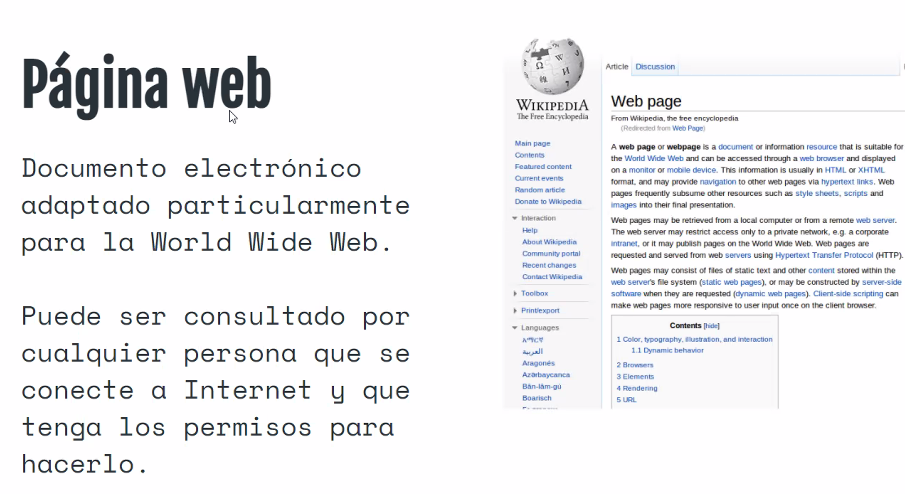 Página web
Documento electrónico
adaptado particularmente
para la World Wide Web.
Puede ser consultado por
cualquier persona que se
conecte a Internet y que
tenga los permisos para
hacerlo.
WIKIPEDIA
The Free Encyclopedia
Main page
Contents
Featured content
Current events
Random article
Donate to Wikipedia
Interaction
Help
About Wikipedia
Community portal
Recent changes
Contact Wikipedia
Toolbox
Print/export
Languages
አማርኛ
العربية
Aragonés
Azərbaycanca
Bân-lâm-gú
Boarisch
Article Discussion
Web page
From Wikipedia, the free encyclopedia
(Redirected from Web Page)
A web page or webpage is a document or information resource that is suitable for
the World Wide Web and can be accessed through a web browser and displayed
on a monitor or mobile device. This information is usually in HTML or XHTML
format, and may provide navigation to other web pages via hypertext links. Web
pages frequently subsume other resources such as style sheets, scripts and
images into their final presentation.
Web pages may be retrieved from a local computer or from a remote web server.
The web server may restrict access only to a private network, e.g. a corporate
intranet, or it may publish pages on the World Wide Web. Web pages are
requested and served from web servers using Hypertext Transfer Protocol (HTTP).
Web pages may consist of files of static text and other content stored within the
web server's file system (static web pages), or may be constructed by server-side
software when they are requested (dynamic web pages). Client-side scripting can
make web pages more responsive to user input once on the client browser.
Contents [hide]
1 Color, typography, illustration, and interaction
1.1 Dynamic behavior
2 Browsers
3 Elements
4 Rendering
5 URL